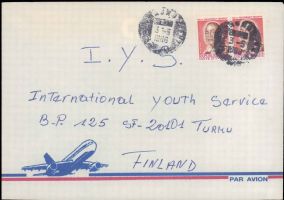 I.Y.S.
International Youth Service
B.P. 125 SF-20101 TURKU
FINLAND
PAR AVION